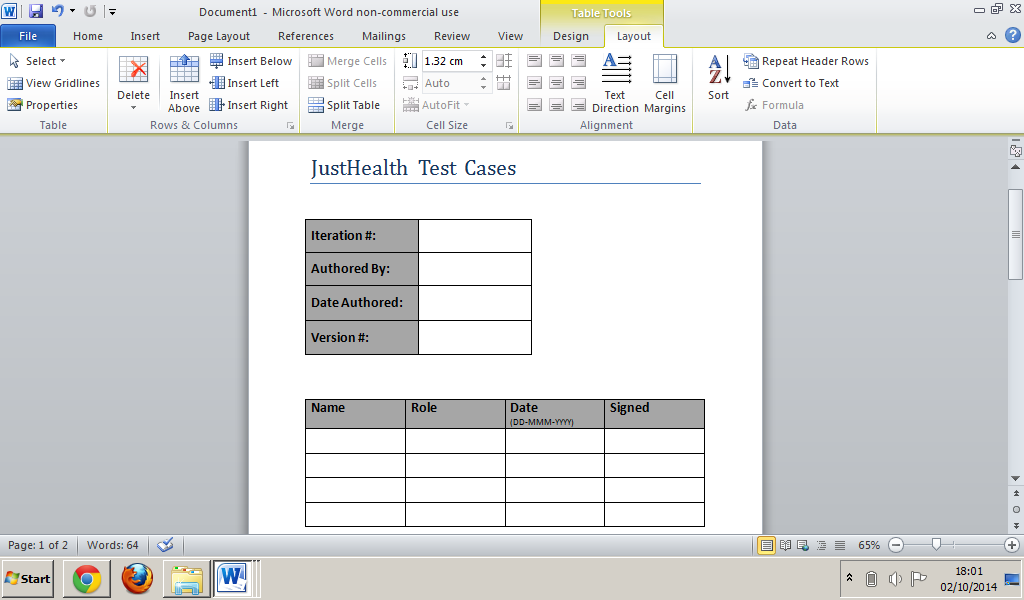 Document1 - Microsoft Word non-commercial use
Table Tools
File Home Insert Page Layout References Mailings Review View Design Layout
Select
View Gridlines
Properties
Table
Delete
Insert Above
Insert Below
Insert Left
Insert Right
Rows & Columns
Merge Cells
Split Cells
Split Table
Merge
1.32 cm
Auto
AutoFit
Cell Size
Text Direction
Cell Margins
Alignment
A
Z
Sort
Repeat Header Rows
Convert to Text
Formula
Data
JustHealth Test Cases
Iteration #:
Authored By:
Date Authored:
Version #:
Name Role Date Signed
(DD-MMM-YYYY)
Page: 1 of 2 Words: 64 65%
Start
18:01
02/10/2014